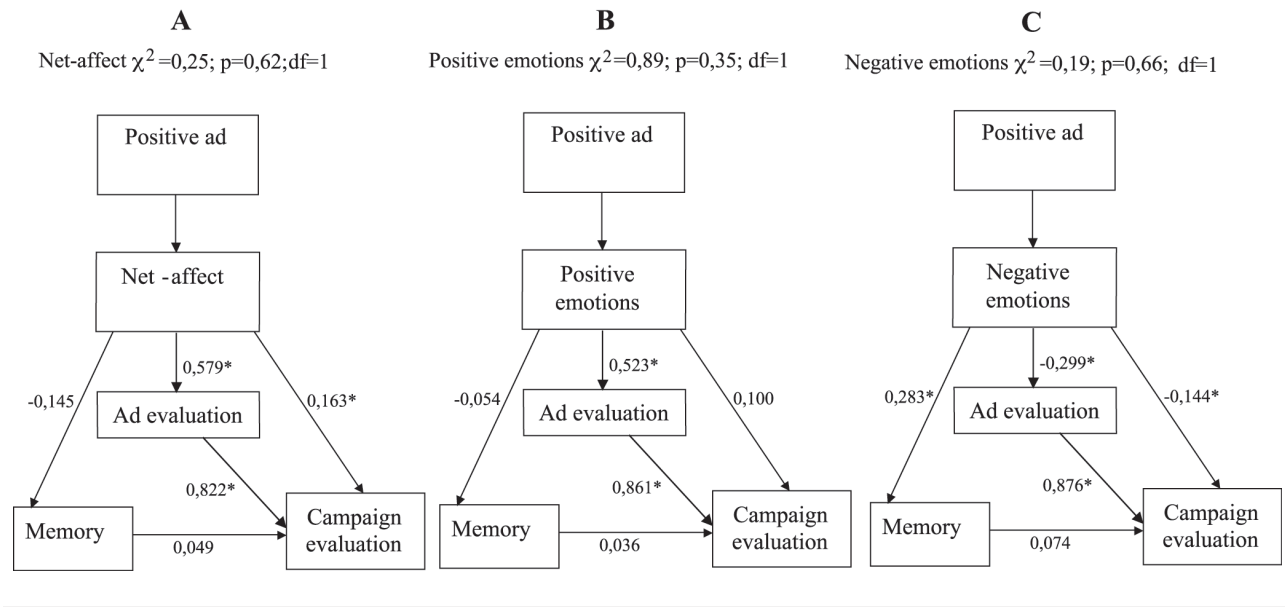 A
Net-affect χ²=0,25; p=0,62;df=1
Positive ad
Net -affect
0,579*
-0,145
0,163*
Ad evaluation
0,822*
Memory
Campaign
evaluation
0,049
B
Positive emotions χ²=0,89; p=0,35; df=1
Positive ad
Positive
emotions
0,523*
-0,054
0,100
Ad evaluation
0,861*
Memory
Campaign
evaluation
0,036
C
Negative emotions χ²=0,19; p=0,66; df=1
Positive ad
Negative
emotions
-0,299*
0,283*
-0,144*
Ad evaluation
0,876*
Memory
Campaign
evaluation
0,074